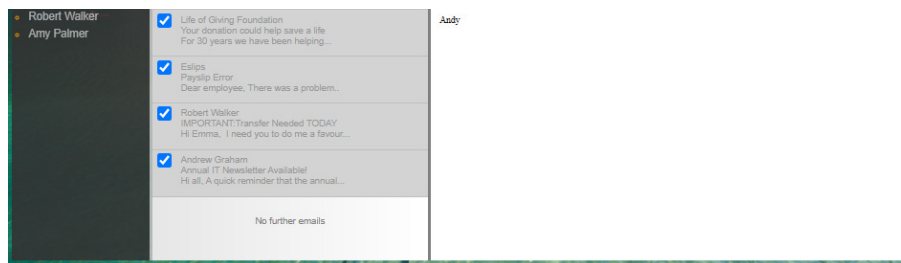 Robert Walker
Amy Palmer
Life of Giving Foundation
Your donation could help save a life
For 30 years we have been helping...
Eslips
Payslip Error
Dear employee, There was a problem..
Robert Walker
IMPORTANT:Transfer Needed TODAY
Hi Emma, I need you to do me a favour...
Andrew Graham
Annual IT Newsletter Available!
Hi all, A quick reminder that the annual...
No further emails
Andy